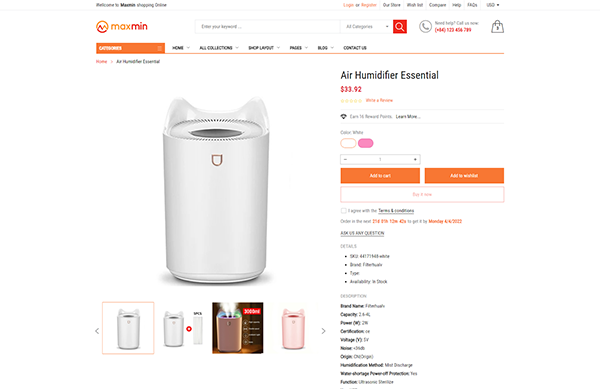 Welcome to Maxmin shopping Online
Login or Register
Our Store
Wish list
Compare
Help
FAQs
USD
maxmin
Enter your keyword ...
All Categories
Need help? Call us now:
(+84) 123 456 789
CATEGORIES
HOME
ALL COLLECTIONS
SHOP LAYOUT
PAGES
BLOG
CONTACT US
Home > Air Humidifier Essential
Air Humidifier Essential
$33.92
Write a Review
Earn 16 Reward Points. Learn More...
Color: White
− 1 +
Add to cart
Add to wishlist
Buy it now
I agree with the Terms & conditions
Order in the next 21d 01h 12m 42s to get it by Monday 6/6/2022
ASK US ANY QUESTION
DETAILS
SKU: 44171948-white
Brand: Fitterhualv
Type:
Availability: In Stock
DESCRIPTION
Brand Name: Fitterhualv
Capacity: 2.6-4L
Power (W): 2W
Certification: ce
Voltage (V): 5V
Noise: <36db
Origin: CN(Origin)
Humidification Method: Mist Discharge
Water-shortage Power-off Protection: Yes
Function: Ultrasonic Sterilize
5PCS
3000ml